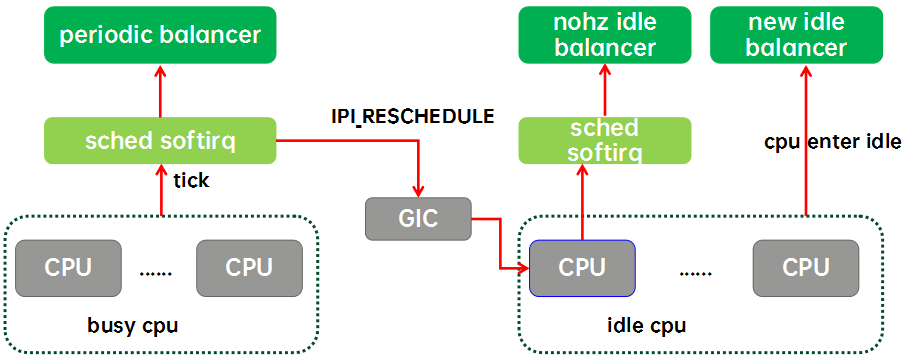 periodic balancer
nohz idle
balancer
new idle
balancer
IPI_RESCHEDULE
sched softirq
sched
softirq
cpu enter idle
tick
GIC
CPU
......
CPU
CPU
......
CPU
busy cpu
idle cpu